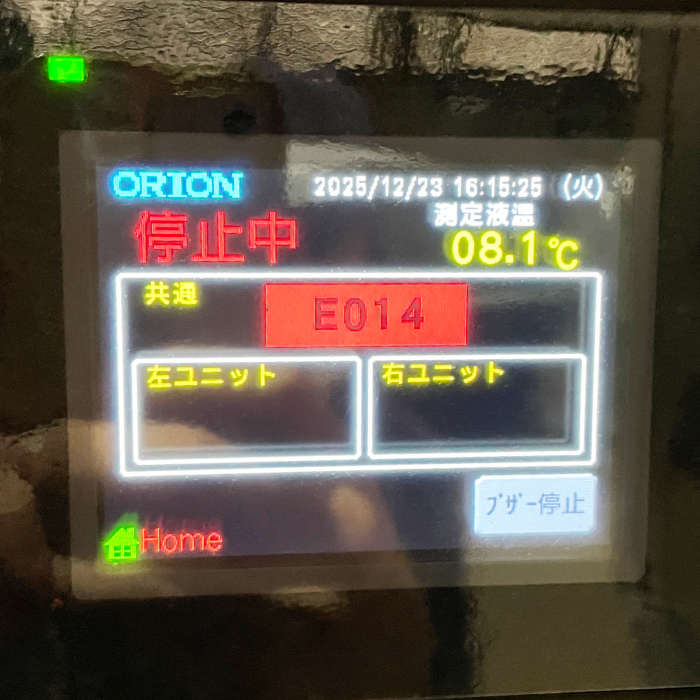 ORION 2025/12/23 16:15:25 (火)
停止中 測定液温
08.1℃
共通 E014
左ユニット 右ユニット
ﾌﾞｻﾞｰ停止
Home